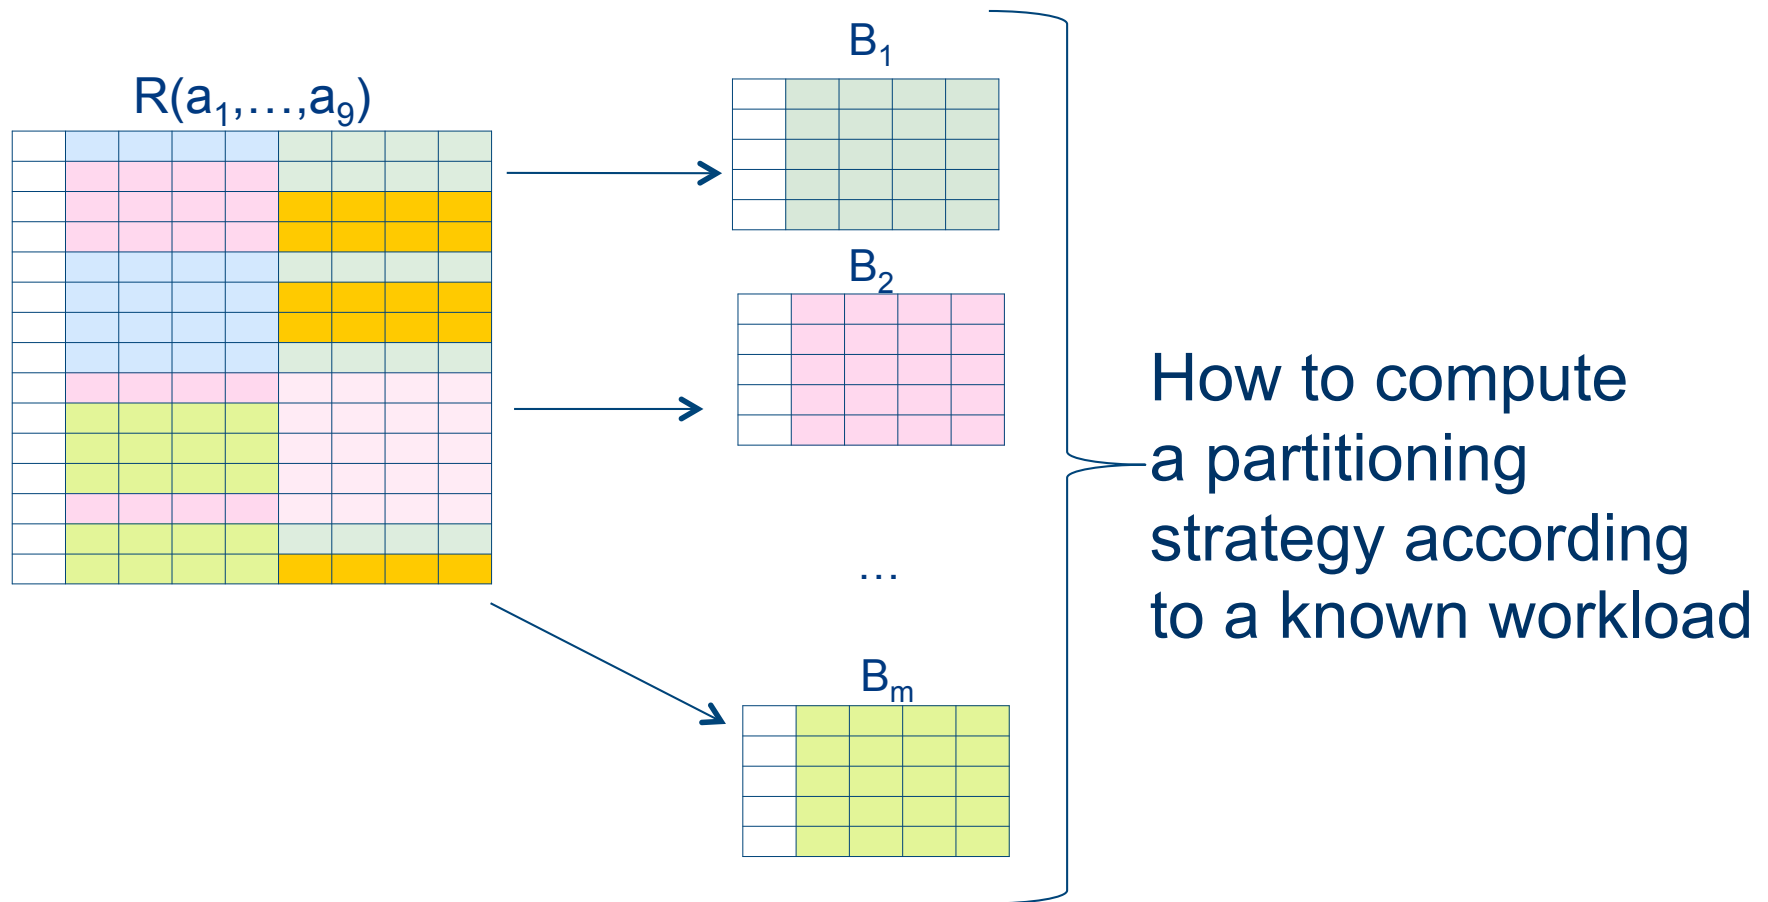 R(a₁,…,a₉)
B₁
B₂
…
Bₘ
How to compute
a partitioning
strategy according
to a known workload